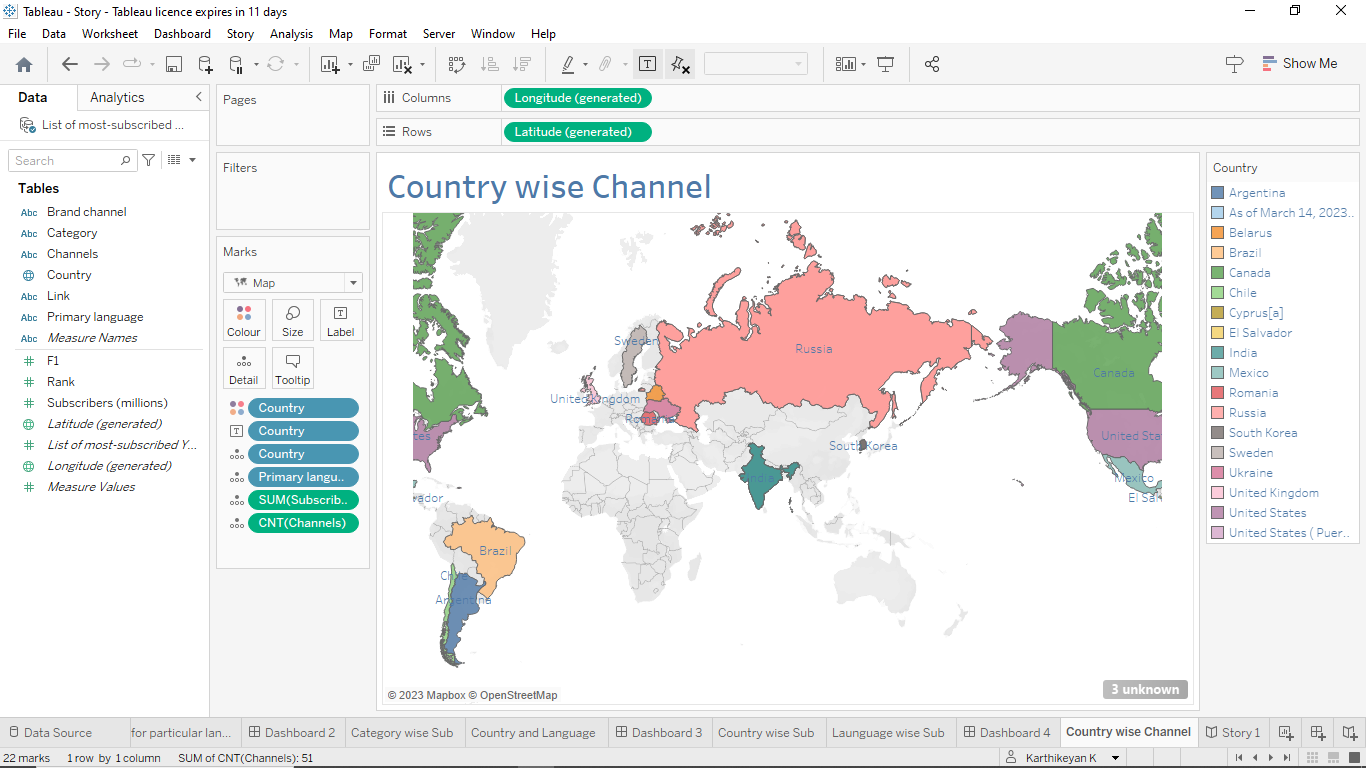 Tableau - Story - Tableau licence expires in 11 days
File Data Worksheet Dashboard Story Analysis Map Format Server Window Help
Show Me
Data Analytics
List of most-subscribed ...
Search
Tables
Abc Brand channel
Abc Category
Abc Channels
Country
Abc Link
Abc Primary language
Abc Measure Names
F1
Rank
Subscribers (millions)
Latitude (generated)
List of most-subscribed Y...
Longitude (generated)
Measure Values
Pages
Filters
Marks
Map
Colour Size Label
Detail Tooltip
Country
Country
Country
Primary langu..
SUM(Subscrib..
CNT(Channels)
Columns Longitude (generated)
Rows Latitude (generated)
Country wise Channel
Sweden
Russia
United Kingdom
Canada
South Korea
United Sta
tes
Mexico
El Sal
ador
Brazil
Argentina
© 2023 Mapbox © OpenStreetMap
3 unknown
Country
Argentina
As of March 14, 2023..
Belarus
Brazil
Canada
Chile
Cyprus[a]
El Salvador
India
Mexico
Romania
Russia
South Korea
Sweden
Ukraine
United Kingdom
United States
United States ( Puer..
Data Source for particular lan... Dashboard 2 Category wise Sub Country and Language Dashboard 3 Country wise Sub Launguage wise Sub Dashboard 4 Country wise Channel Story 1
22 marks 1 row by 1 column SUM of CNT(Channels): 51 Karthikeyan K